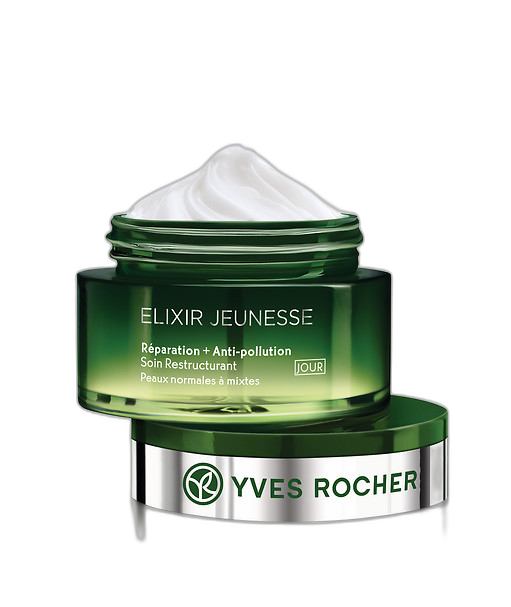 ELIXIR JEUNESSE
Réparation + Anti-pollution
Soin Restructurant
JOUR
Peaux normales à mixtes
YVES ROCHER